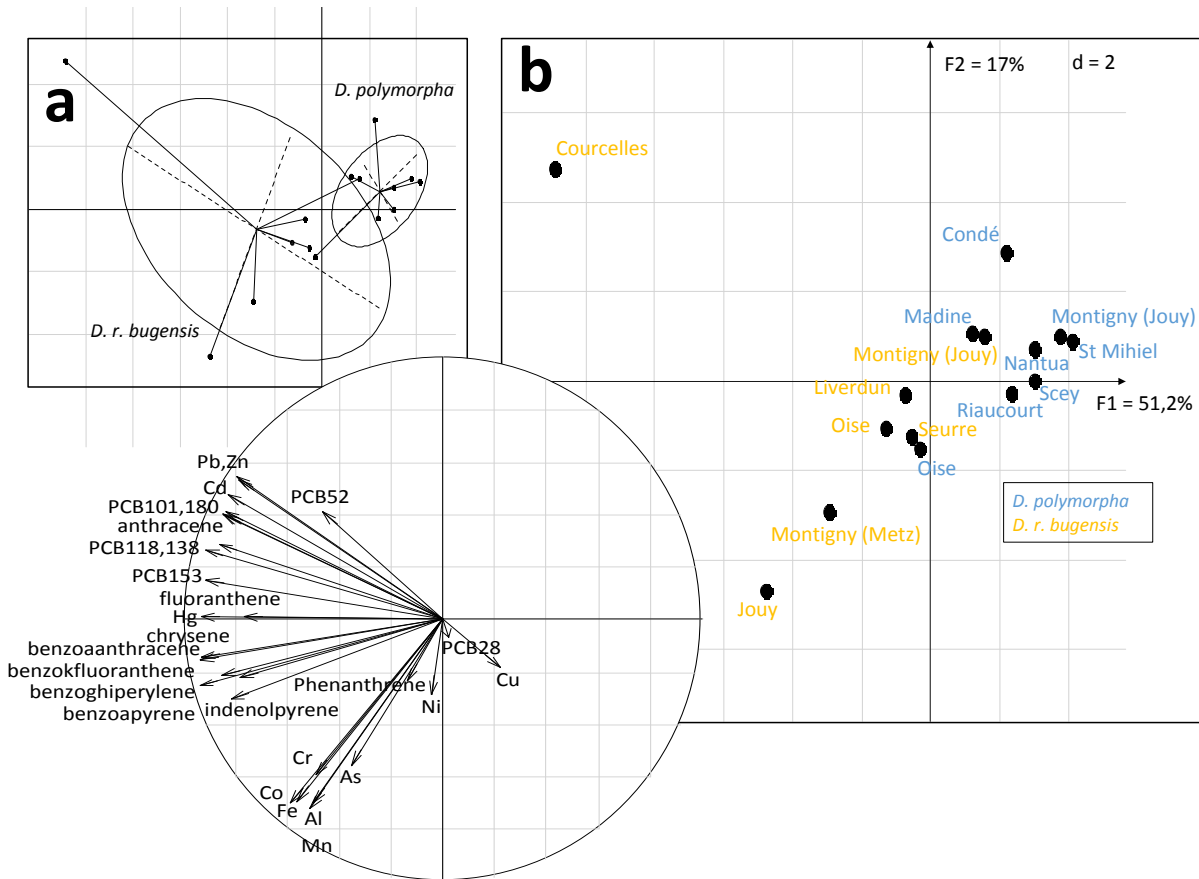 a
D. polymorpha
D. r. bugensis
b
F2 = 17%
d = 2
Courcelles
Condé
Madine
Montigny (Jouy)
Montigny (Jouy)
St Mihiel
Nantua
Liverdun
Scey
Riaucourt
F1 = 51,2%
Oise
Seurre
Oise
D. polymorpha
D. r. bugensis
Montigny (Metz)
Jouy
Pb,Zn
Cd
PCB52
PCB101,180
anthracene
PCB118,138
PCB153
fluoranthene
Hg
chrysene
benzoaanthracene
PCB28
benzokfluoranthene
Cu
benzoghiperylene
Phenanthrene
benzoapyrene
indenolpyrene
Ni
Cr
As
Co
Fe
Al
Mn